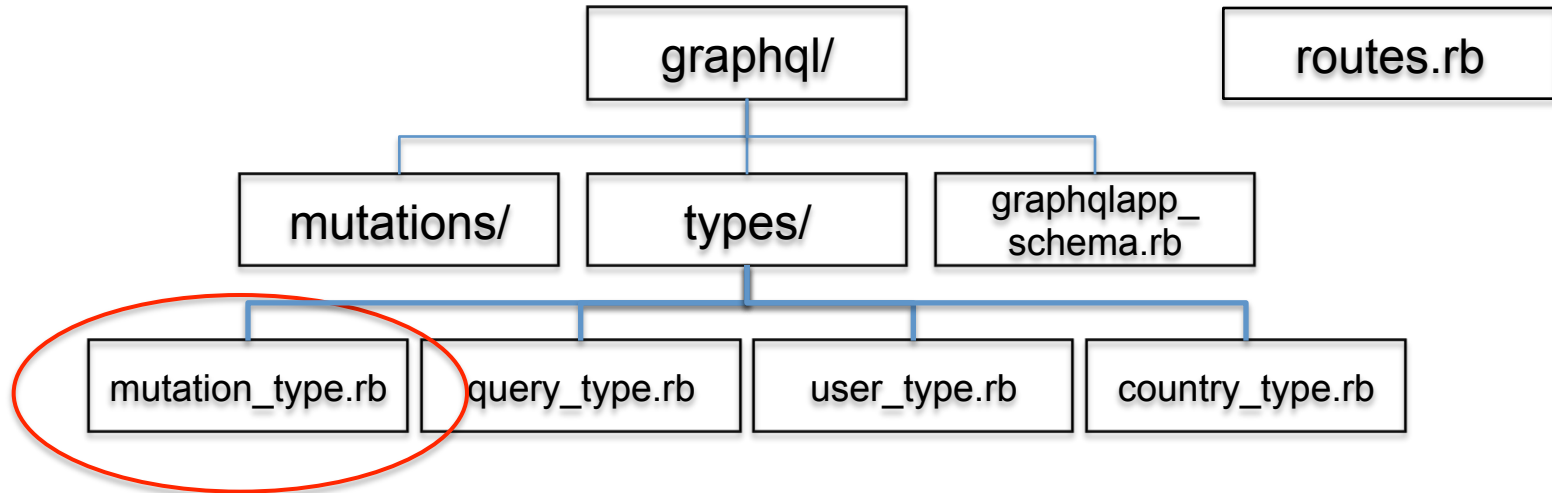 graphql/
routes.rb
mutations/
types/
graphqlapp_
schema.rb
mutation_type.rb
query_type.rb
user_type.rb
country_type.rb